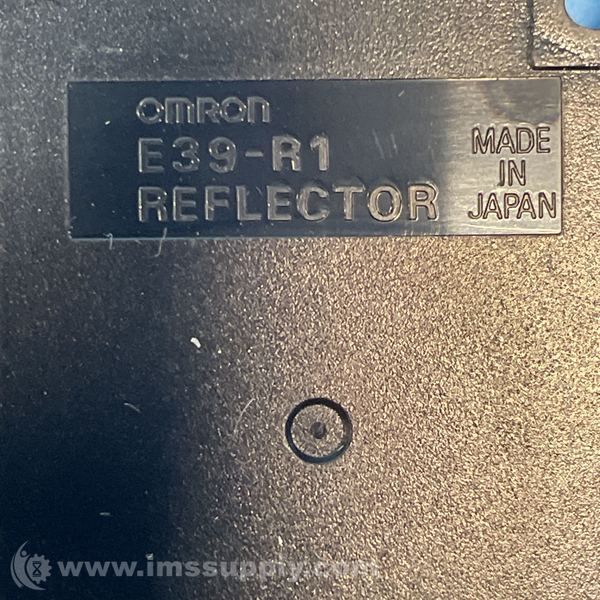 omron
E39-R1
REFLECTOR
MADE
IN
JAPAN
www.imssupply.com